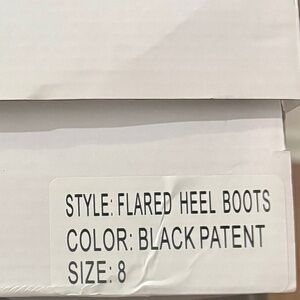 STYLE: FLARED HEEL BOOTS
COLOR: BLACK PATENT
SIZE: 8